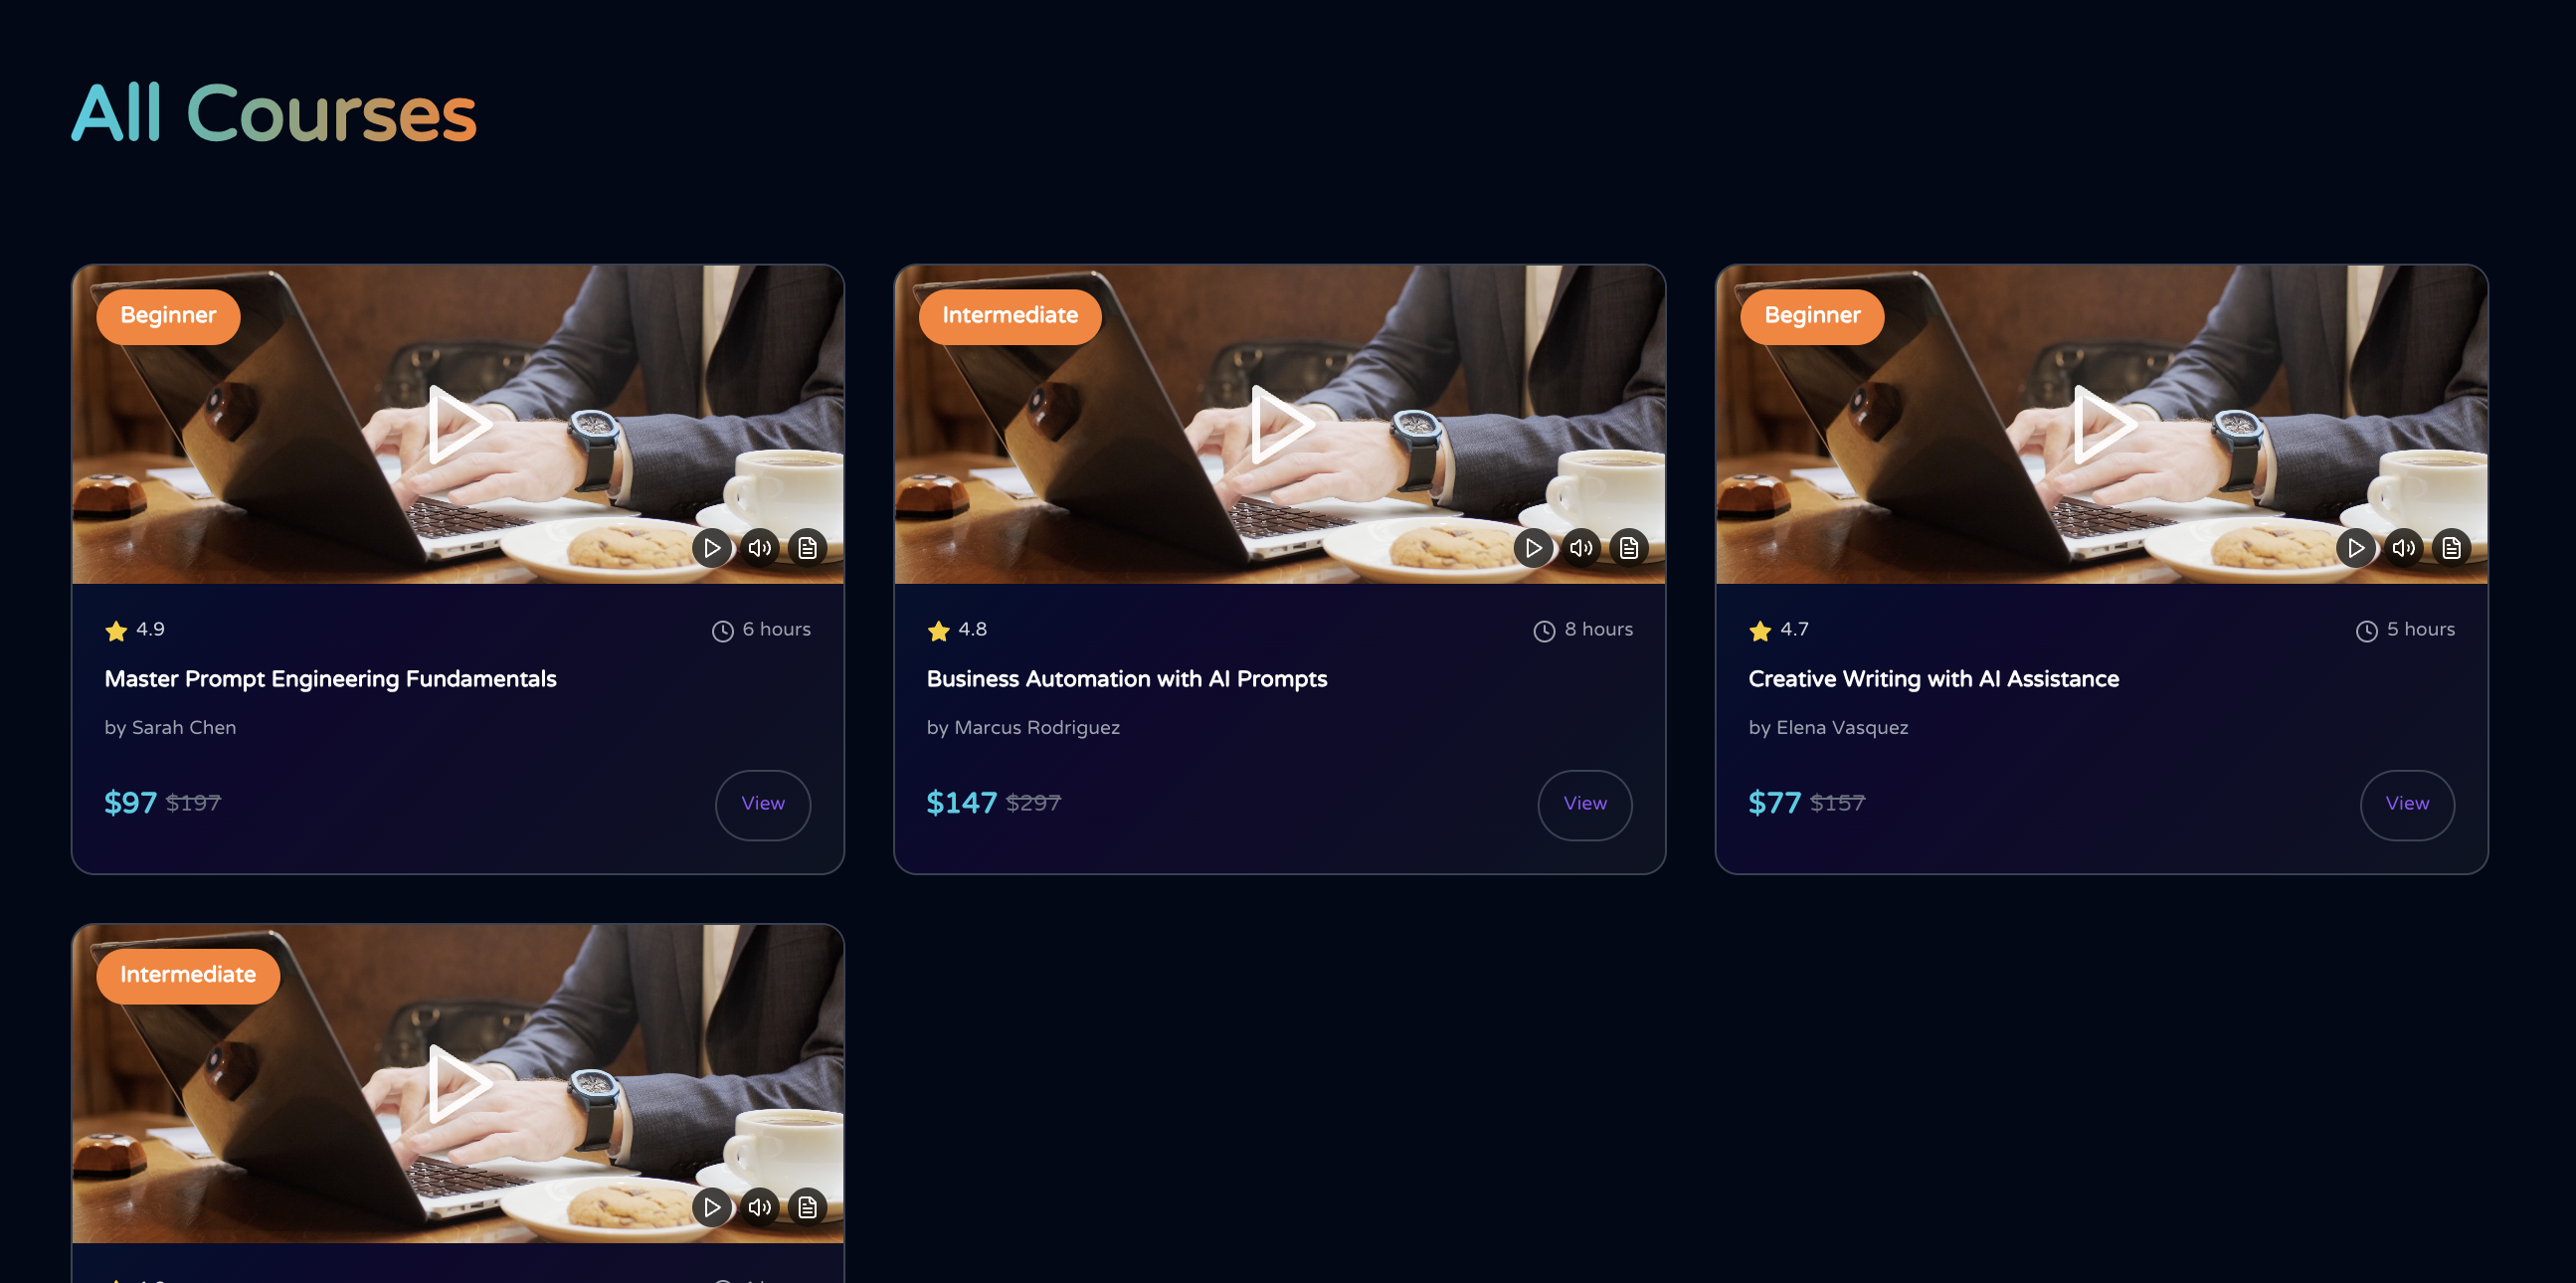 All Courses
Beginner
Intermediate
Beginner
4.9
6 hours
4.8
8 hours
4.7
5 hours
Master Prompt Engineering Fundamentals
Business Automation with AI Prompts
Creative Writing with AI Assistance
by Sarah Chen
by Marcus Rodriguez
by Elena Vasquez
$97 $197
View
$147 $297
View
$77 $157
View
Intermediate